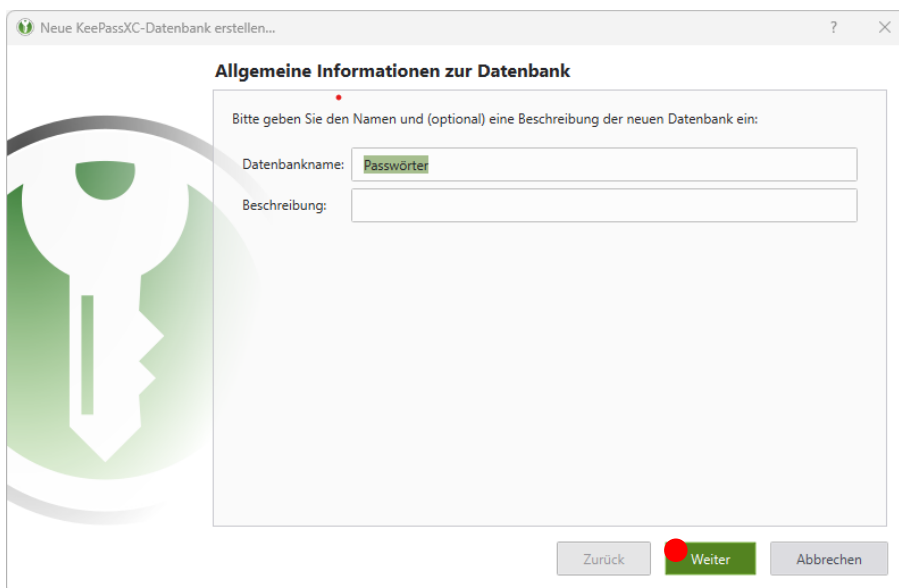 Neue KeePassXC-Datenbank erstellen...
Allgemeine Informationen zur Datenbank
Bitte geben Sie den Namen und (optional) eine Beschreibung der neuen Datenbank ein:
Datenbankname: Passwörter
Beschreibung:
Zurück Weiter Abbrechen